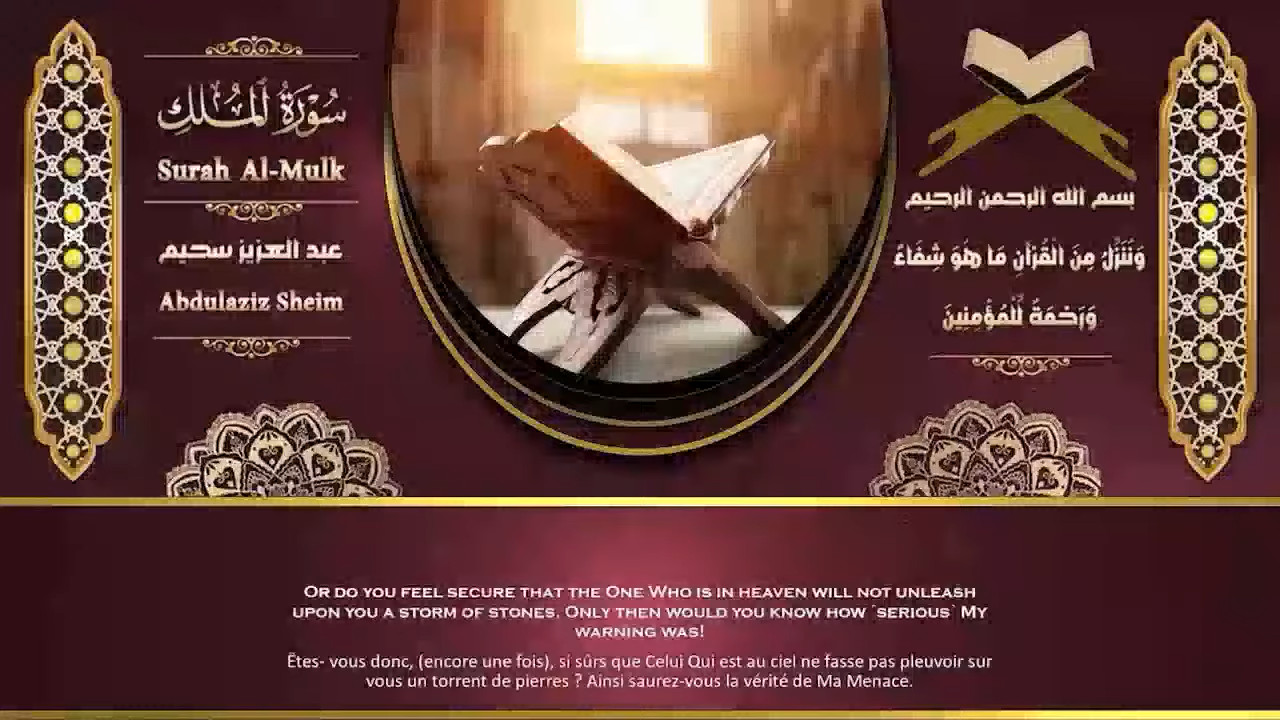 سُورَةُ الْمُلْكِ
Surah Al-Mulk
عبد العزيز سحيم
Abdulaziz Sheim
بسم الله الرحمن الرحيم
وَنُنَزِّلُ مِنَ الْقُرْآنِ مَا هُوَ شِفَاءٌ
وَرَحْمَةٌ لِّلْمُؤْمِنِينَ
Or do you feel secure that the One Who is in heaven will not unleash
upon you a storm of stones. Only then would you know how ˹serious˺ My
warning was!
Êtes- vous donc, (encore une fois), si sûrs que Celui Qui est au ciel ne fasse pas pleuvoir sur
vous un torrent de pierres ? Ainsi saurez-vous la vérité de Ma Menace.